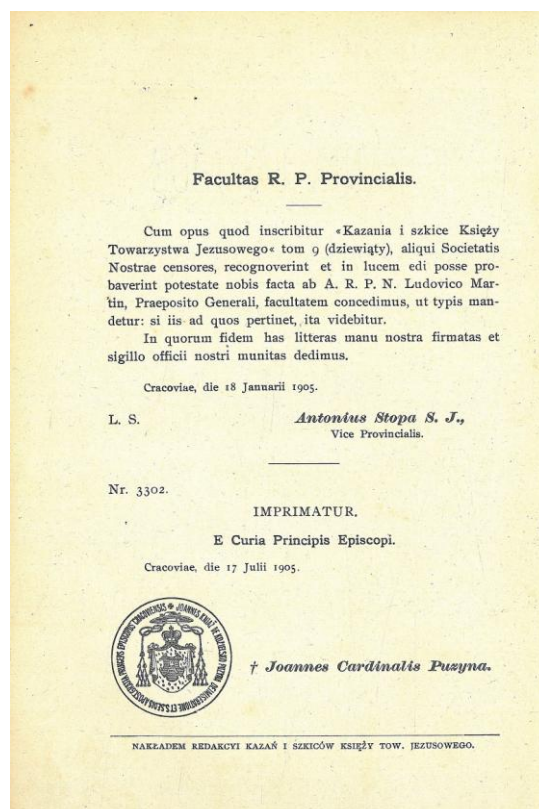 Facultas R. P. Provincialis.
Cum opus quod inscribitur «Kazania i szkice Księży
Towarzystwa Jezusowego« tom 9 (dziewiąty), aliqui Societatis
Nostrae censores, recognoverint et in lucem edi posse pro-
baverint potestate nobis facta ab A. R. P. N. Ludovico Mar-
tin, Praeposito Generali, facultatem concedimus, ut typis man-
detur: si iis ad quos pertinet, ita videbitur.
In quorum fidem has litteras manu nostra firmatas et
sigillo officii nostri munitas dedimus.
Cracoviae, die 18 Januarii 1905.
L. S. Antonius Stopa S. J.,
Vice Provincialis.
Nr. 3302.
IMPRIMATUR.
E Curia Principis Episcopi.
Cracoviae, die 17 Julii 1905.
† Joannes Cardinalis Puzyna.
NAKŁADEM REDAKCYI KAZAŃ I SZKICÓW KSIĘŻY TOW. JEZUSOWEGO.